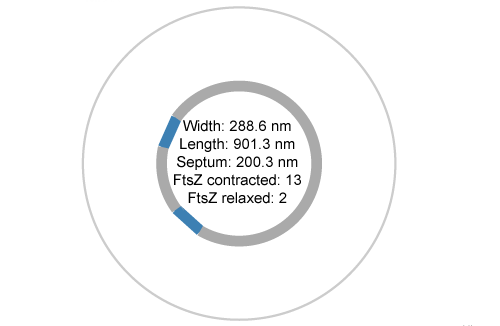 Width: 288.6 nm
Length: 901.3 nm
Septum: 200.3 nm
FtsZ contracted: 13
FtsZ relaxed: 2